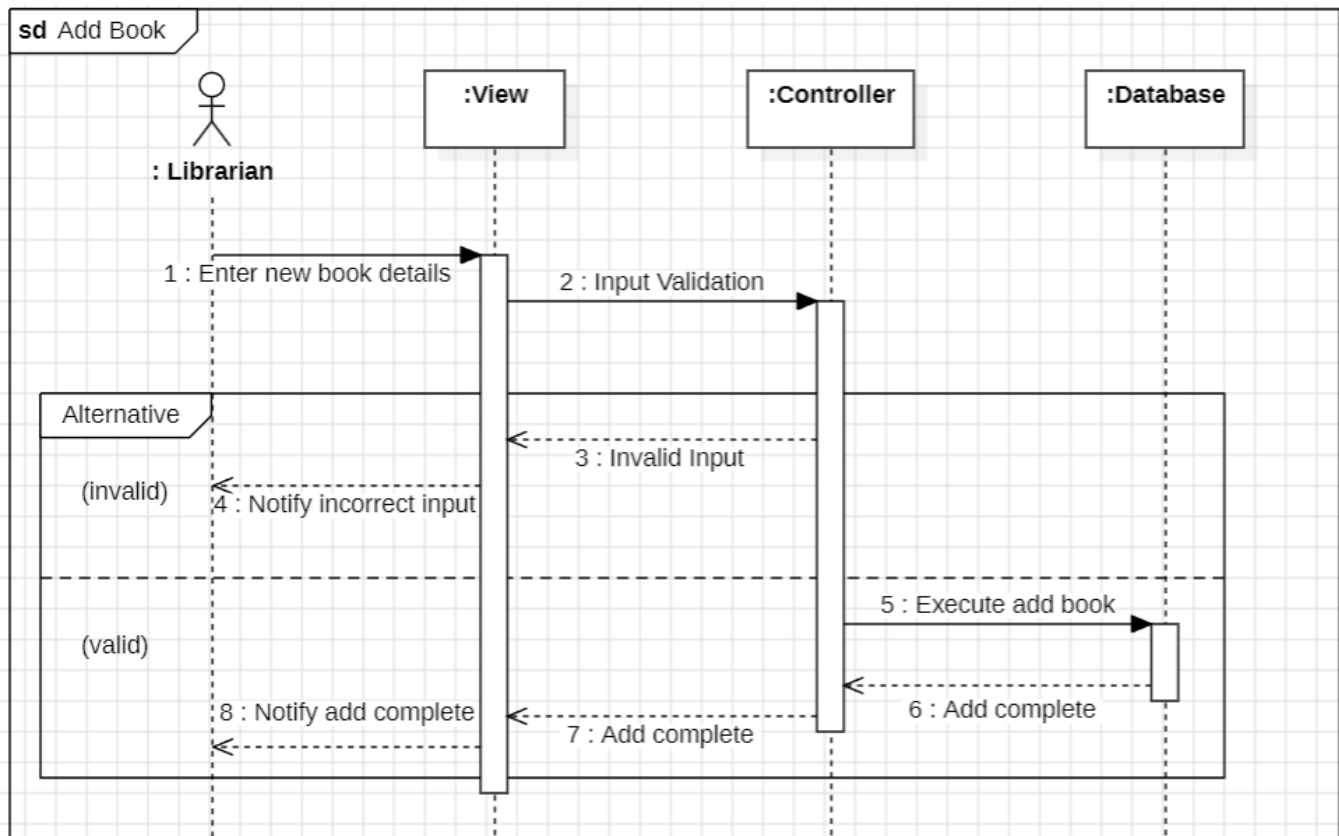 sd Add Book
: Librarian
:View
:Controller
:Database
1 : Enter new book details
2 : Input Validation
Alternative
3 : Invalid Input
(invalid)
4 : Notify incorrect input
5 : Execute add book
(valid)
6 : Add complete
7 : Add complete
8 : Notify add complete